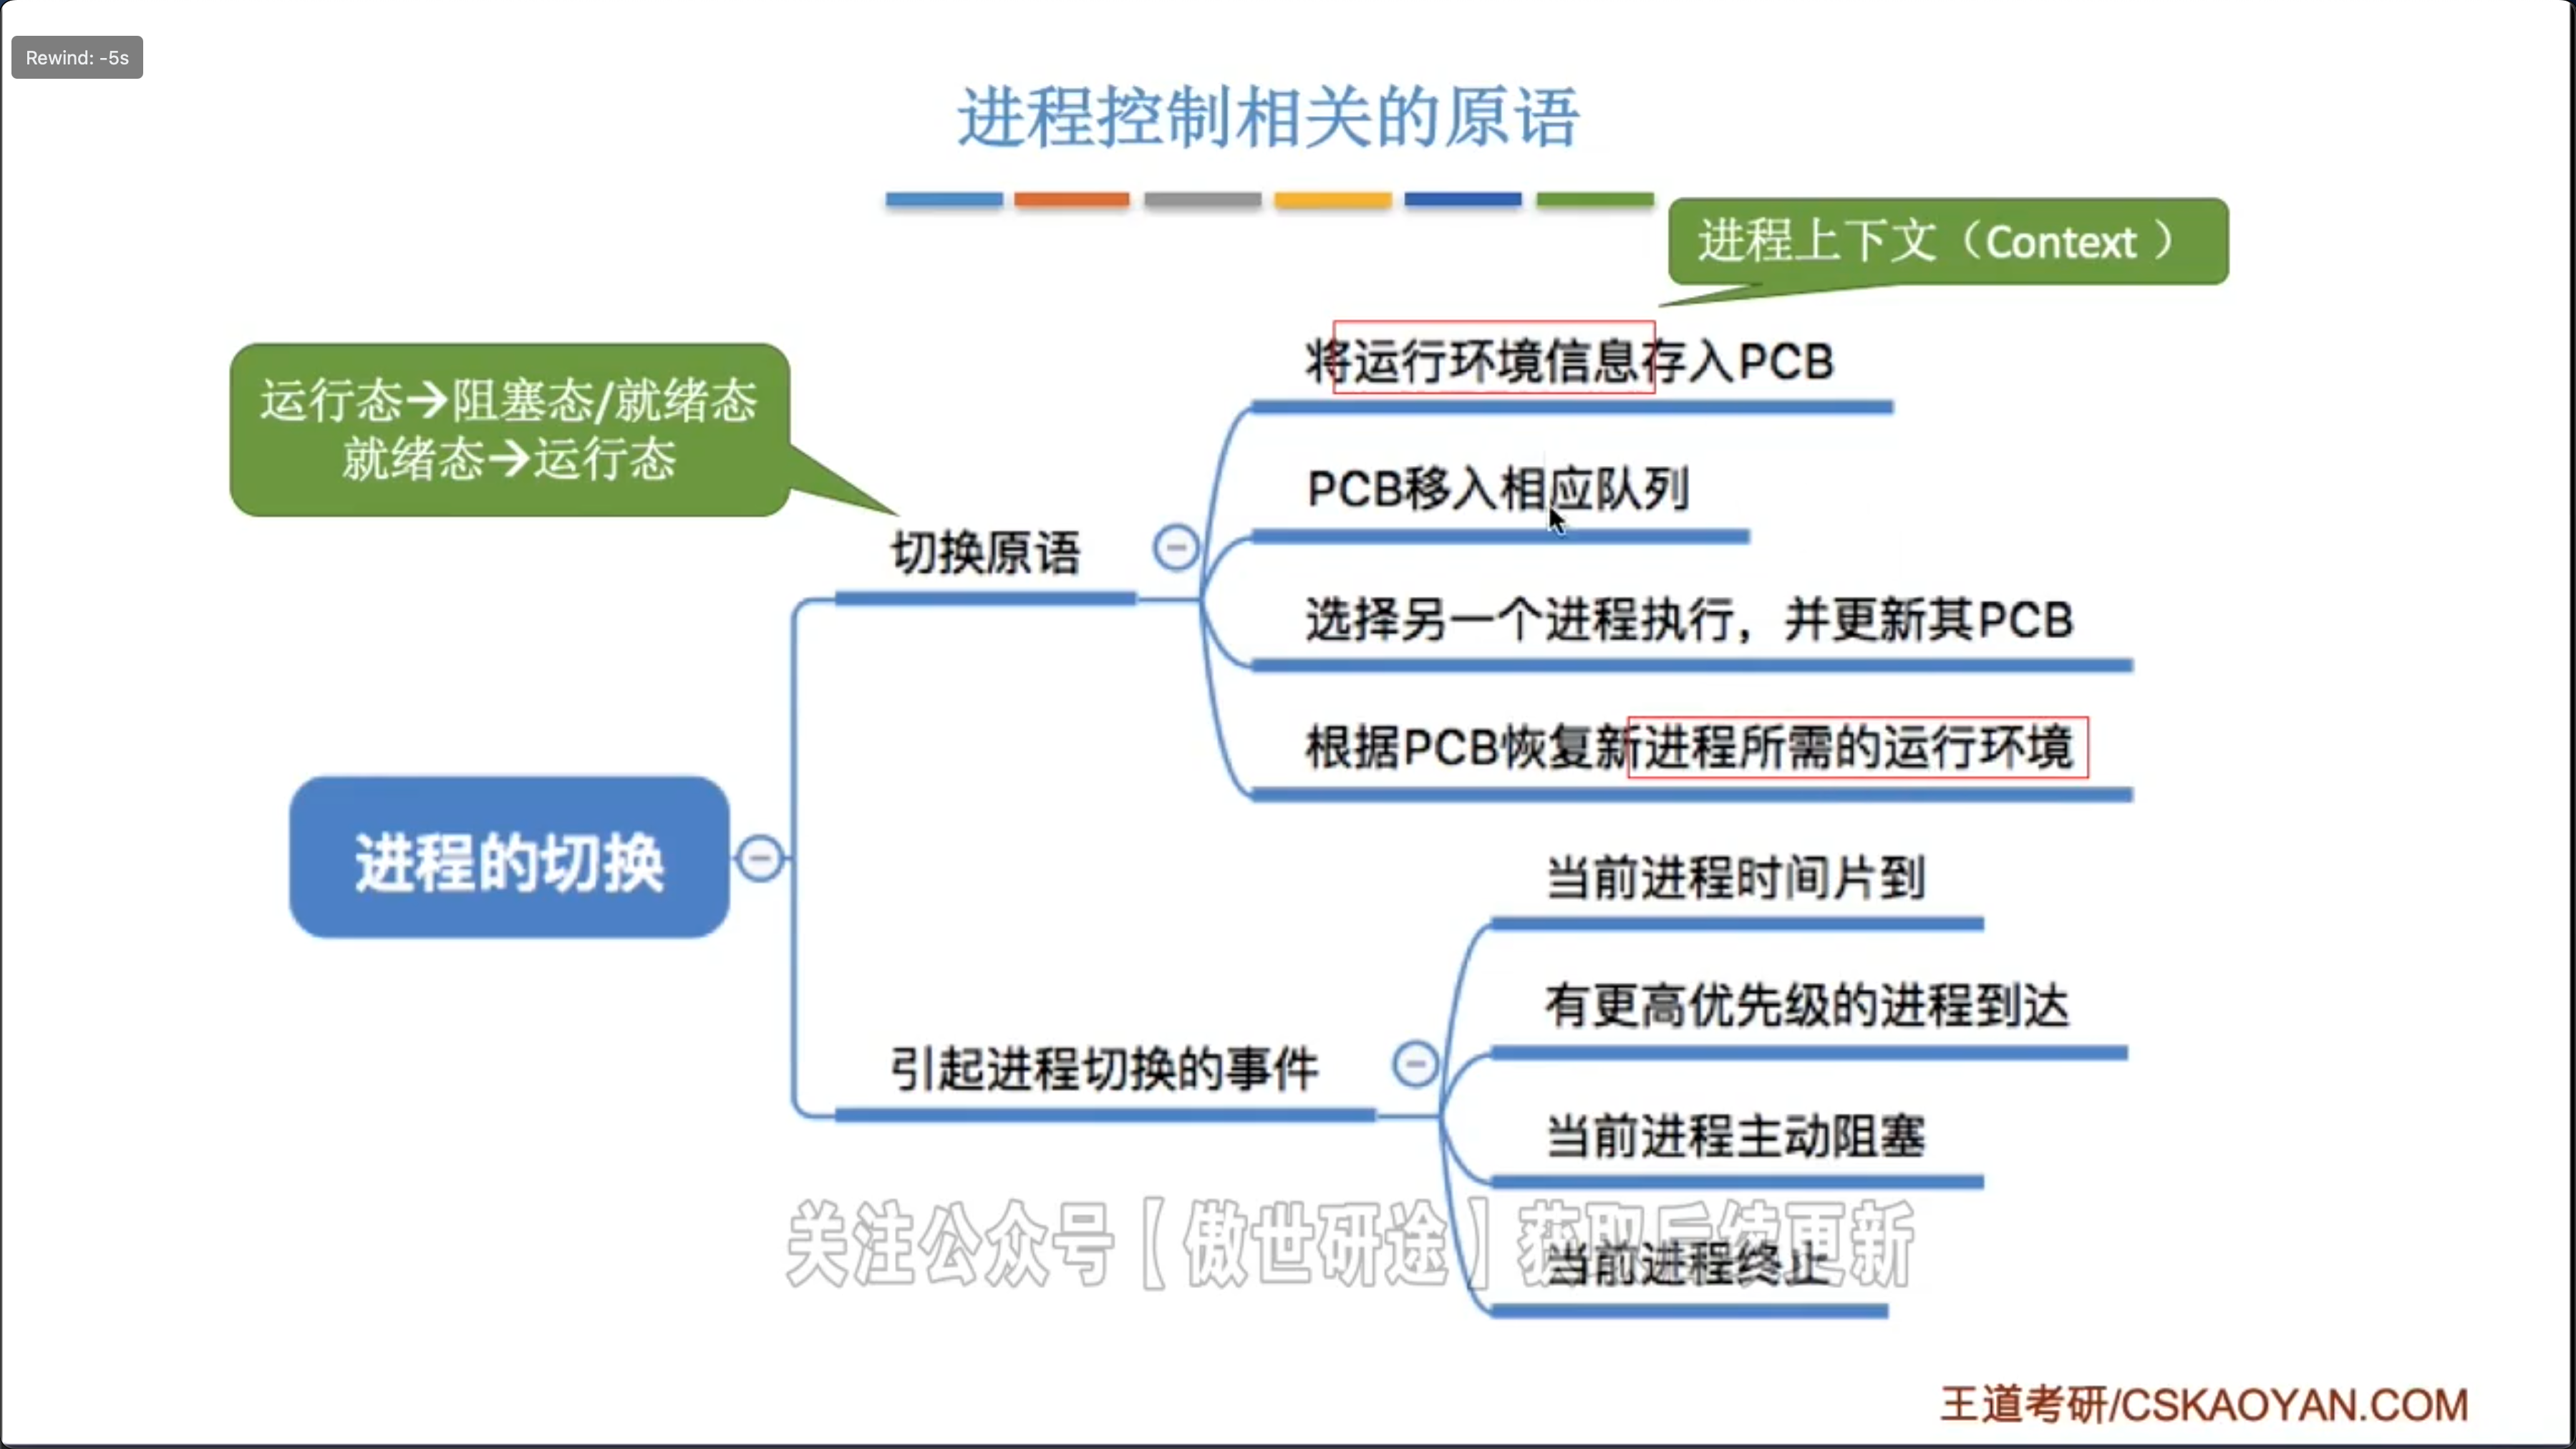 Rewind: -5s
进程控制相关的原语
进程上下文（Context ）
运行态→阻塞态/就绪态
就绪态→运行态
将运行环境信息存入PCB
PCB移入相应队列
切换原语
选择另一个进程执行，并更新其PCB
根据PCB恢复新进程所需的运行环境
进程的切换
当前进程时间片到
有更高优先级的进程到达
引起进程切换的事件
当前进程主动阻塞
关注公众号【傲世研途】获取后续更新
当前进程终止
王道考研/CSKAOYAN.COM